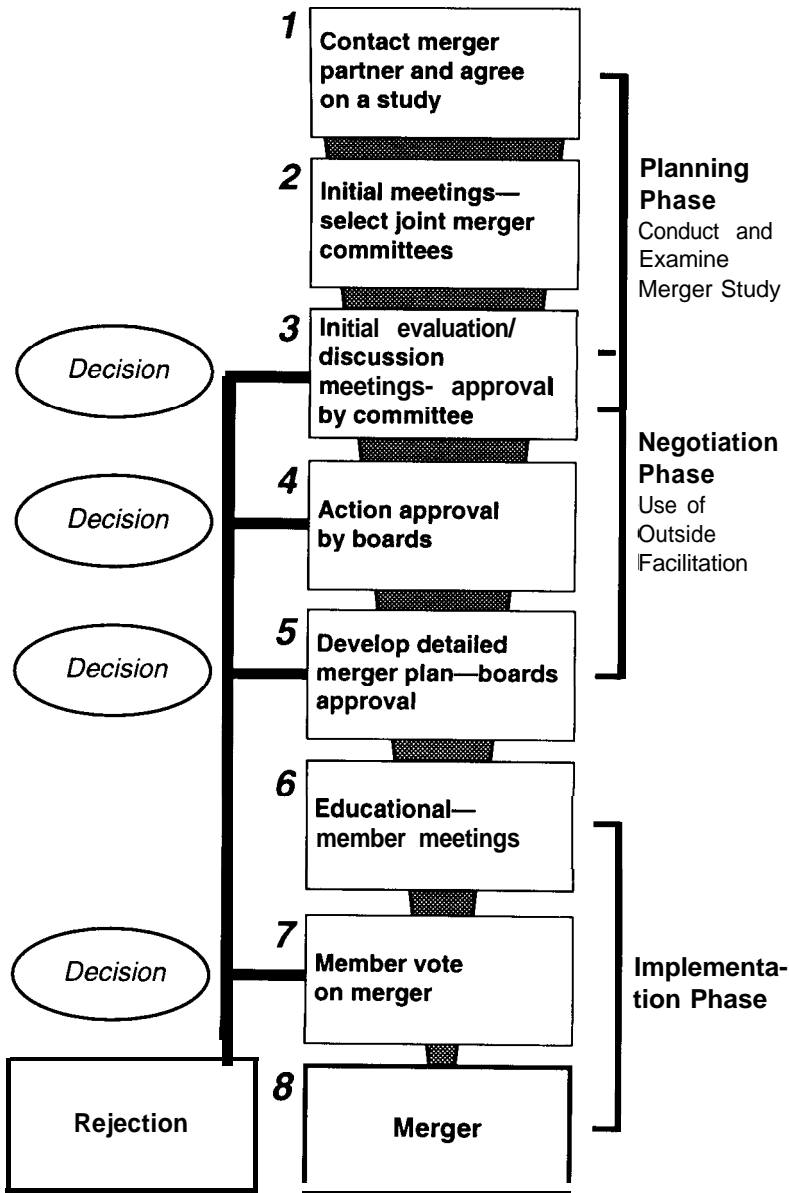 1
Contact merger
partner and agree
on a study
2
Initial meetings—
select joint merger
committees
Planning
Phase
Conduct and
Examine
Merger Study
3
Initial evaluation/
discussion
meetings- approval
by committee
Decision
Negotiation
Phase
Use of
Outside
Facilitation
4
Action approval
by boards
Decision
5
Develop detailed
merger plan—boards
approval
Decision
6
Educational—
member meetings
7
Member vote
on merger
Decision
Implementa-
tion Phase
8
Merger
Rejection